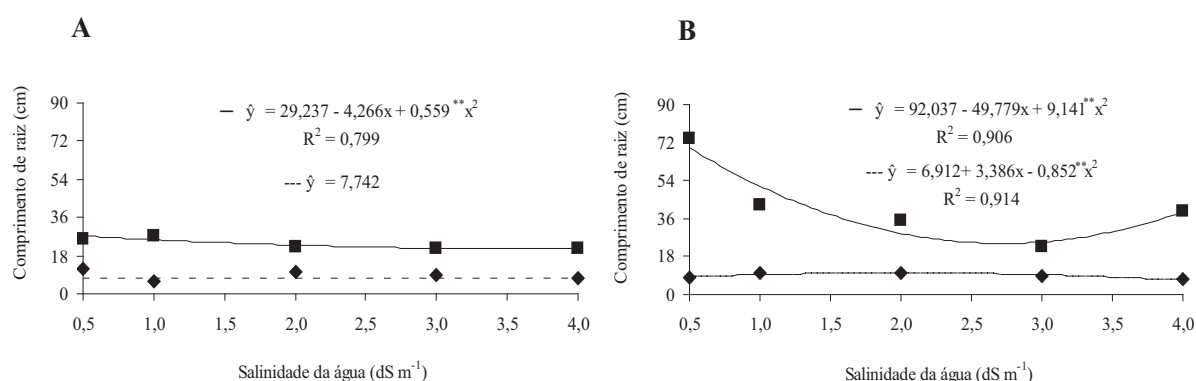 A
Comprimento de raiz (cm)
90
72
54
36
18
0
— ŷ = 29,237 - 4,266x + 0,559**x²
R² = 0,799
--- ŷ = 7,742
0,5 1,0 1,5 2,0 2,5 3,0 3,5 4,0
Salinidade da água (dS m⁻¹)
B
Comprimento de raiz (cm)
90
72
54
36
18
0
— ŷ = 92,037 - 49,779x + 9,141**x²
R² = 0,906
--- ŷ = 6,912+ 3,386x - 0,852**x²
R² = 0,914
0,5 1,0 1,5 2,0 2,5 3,0 3,5 4,0
Salinidade da água (dS m⁻¹)